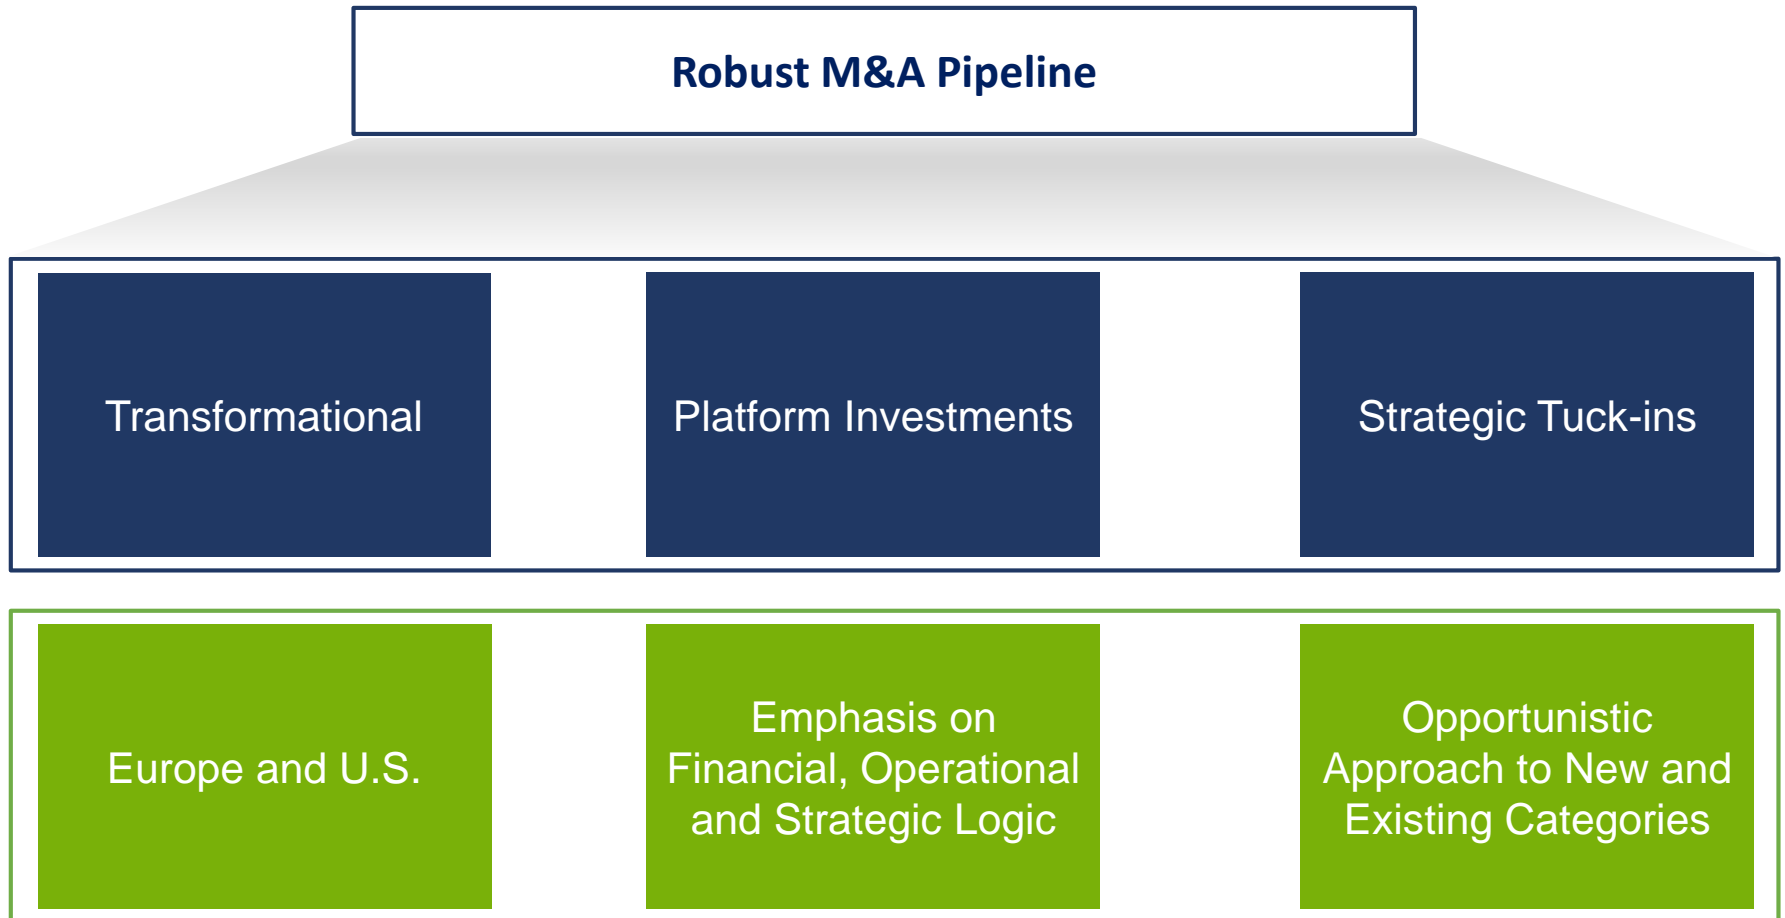 Robust M&A Pipeline
Transformational
Platform Investments
Strategic Tuck-ins
Europe and U.S.
Emphasis on
Financial, Operational
and Strategic Logic
Opportunistic
Approach to New and
Existing Categories